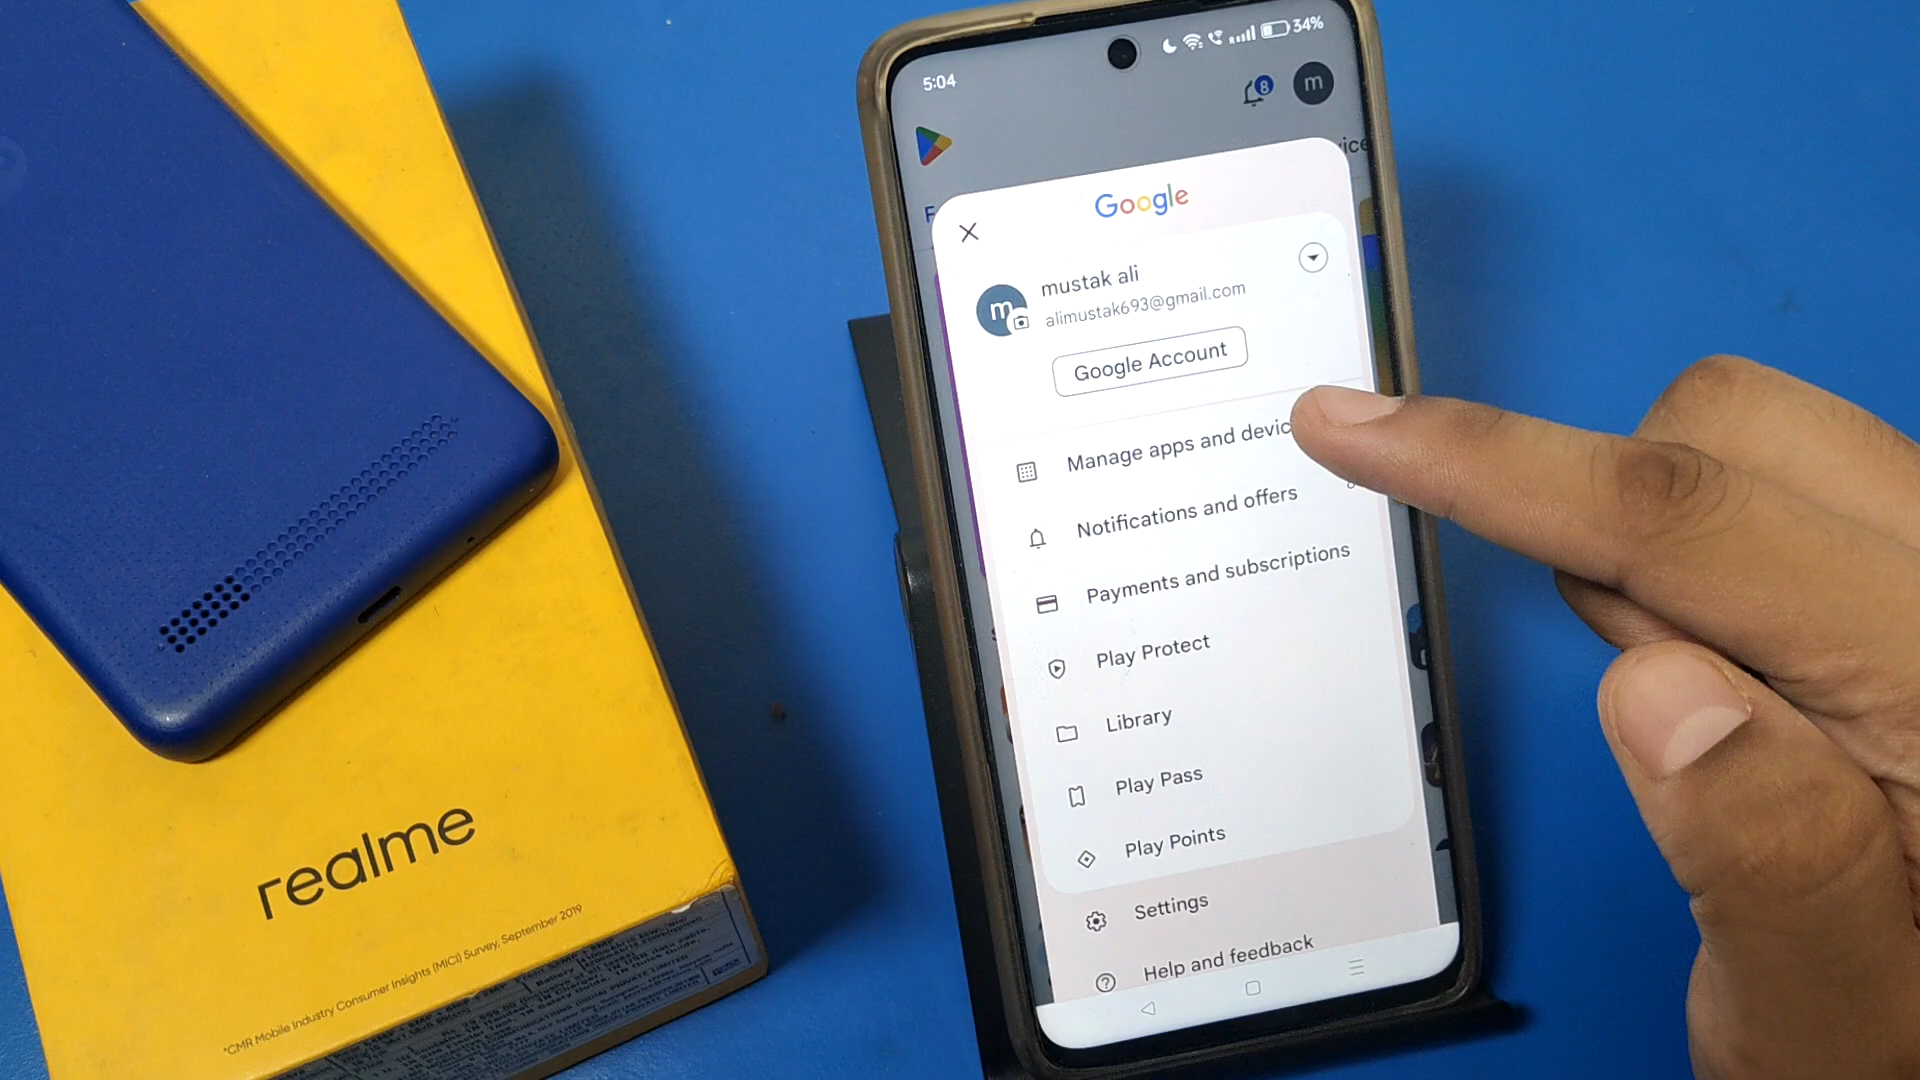 5:04
34%
8
m
Google
mustak ali
m
alimustak693@gmail.com
Google Account
Manage apps and devic
Notifications and offers
Payments and subscriptions
Play Protect
Library
Play Pass
Play Points
Settings
Help and feedback
realme
*CMR Mobile Industry Consumer Insights (MICI) Survey, September 2019